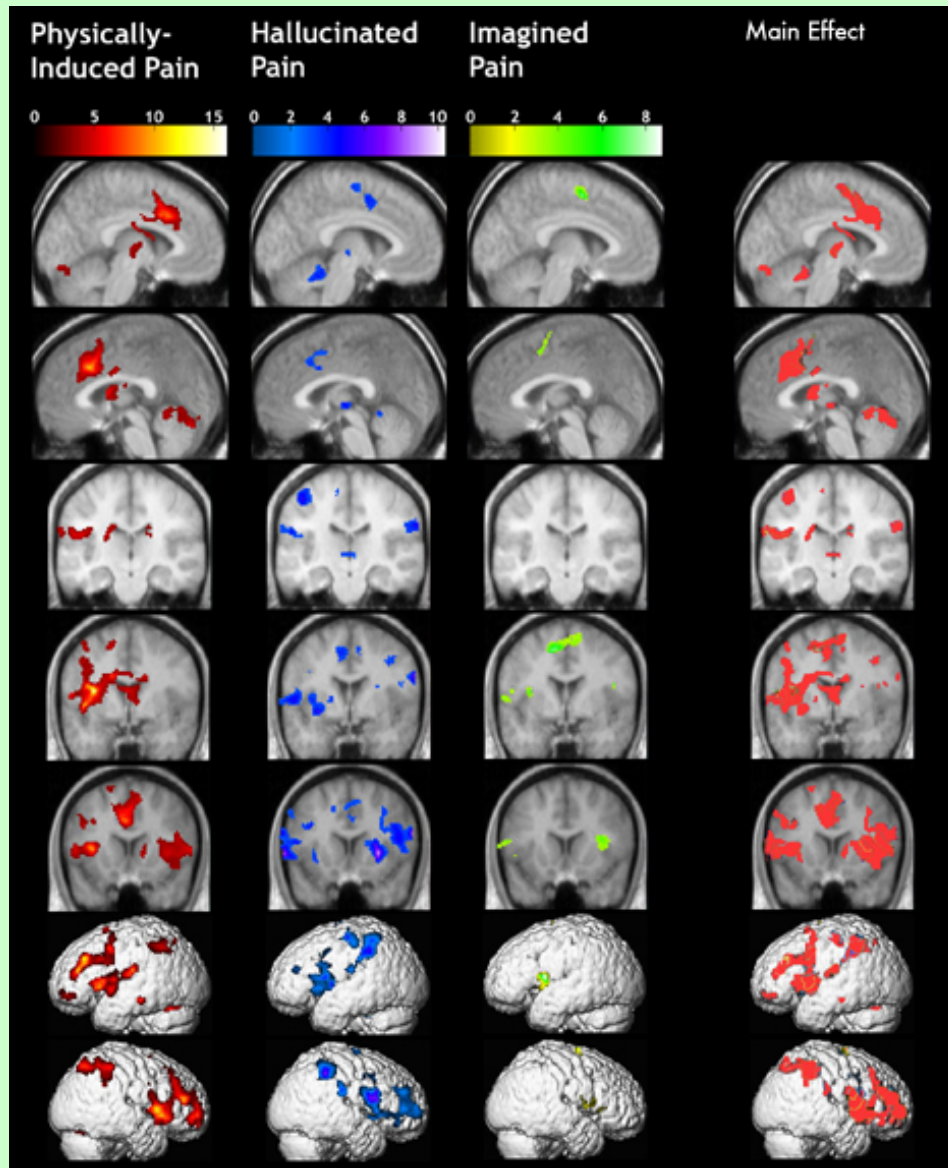 Physically-
Induced Pain
Hallucinated
Pain
Imagined
Pain
Main Effect
0 5 10 15
0 2 4 6 8 10
0 2 4 6 8